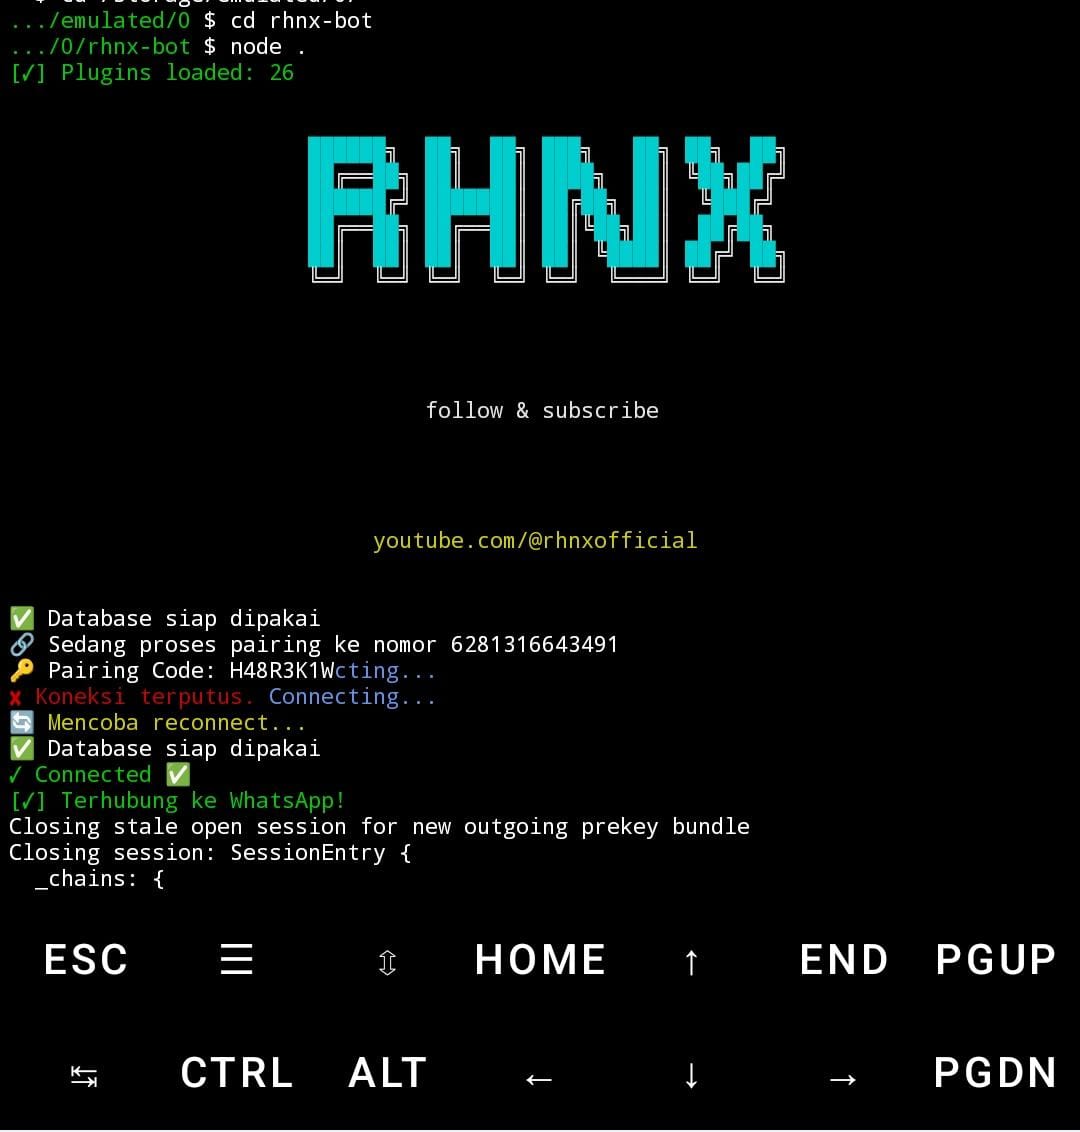 .../emulated/0 $ cd rhnx-bot
.../0/rhnx-bot $ node .
[✓] Plugins loaded: 26
RHNX
follow & subscribe
youtube.com/@rhnxofficial
✅ Database siap dipakai
🔗 Sedang proses pairing ke nomor 6281316643491
🔑 Pairing Code: H48R3K1Wcting...
✘ Koneksi terputus. Connecting...
🔄 Mencoba reconnect...
✅ Database siap dipakai
✓ Connected ✅
[✓] Terhubung ke WhatsApp!
Closing stale open session for new outgoing prekey bundle
Closing session: SessionEntry {
_chains: {
ESC ☰ ⇳ HOME ↑ END PGUP
↹ CTRL ALT ← ↓ → PGDN